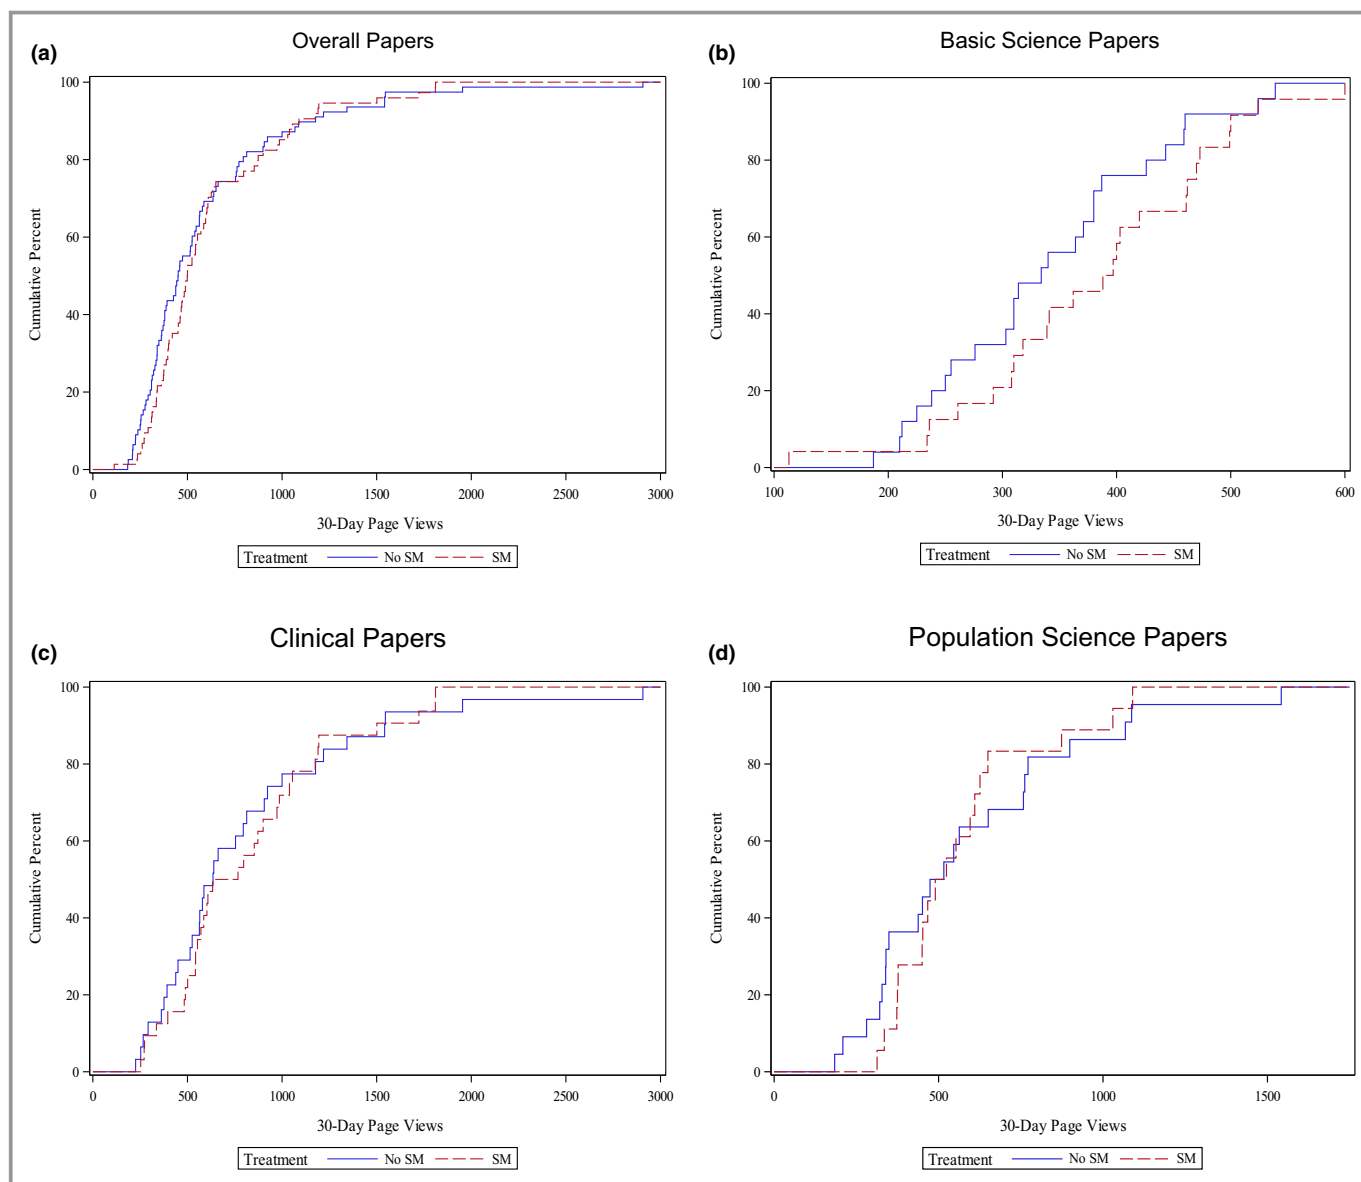 (a) Overall Papers
100
80
60
40
20
0
Cumulative Percent
0 500 1000 1500 2000 2500 3000
30-Day Page Views
Treatment No SM SM
(b) Basic Science Papers
100
80
60
40
20
0
Cumulative Percent
100 200 300 400 500 600
30-Day Page Views
Treatment No SM SM
(c) Clinical Papers
100
80
60
40
20
0
Cumulative Percent
0 500 1000 1500 2000 2500 3000
30-Day Page Views
Treatment No SM SM
(d) Population Science Papers
100
80
60
40
20
0
Cumulative Percent
0 500 1000 1500
30-Day Page Views
Treatment No SM SM